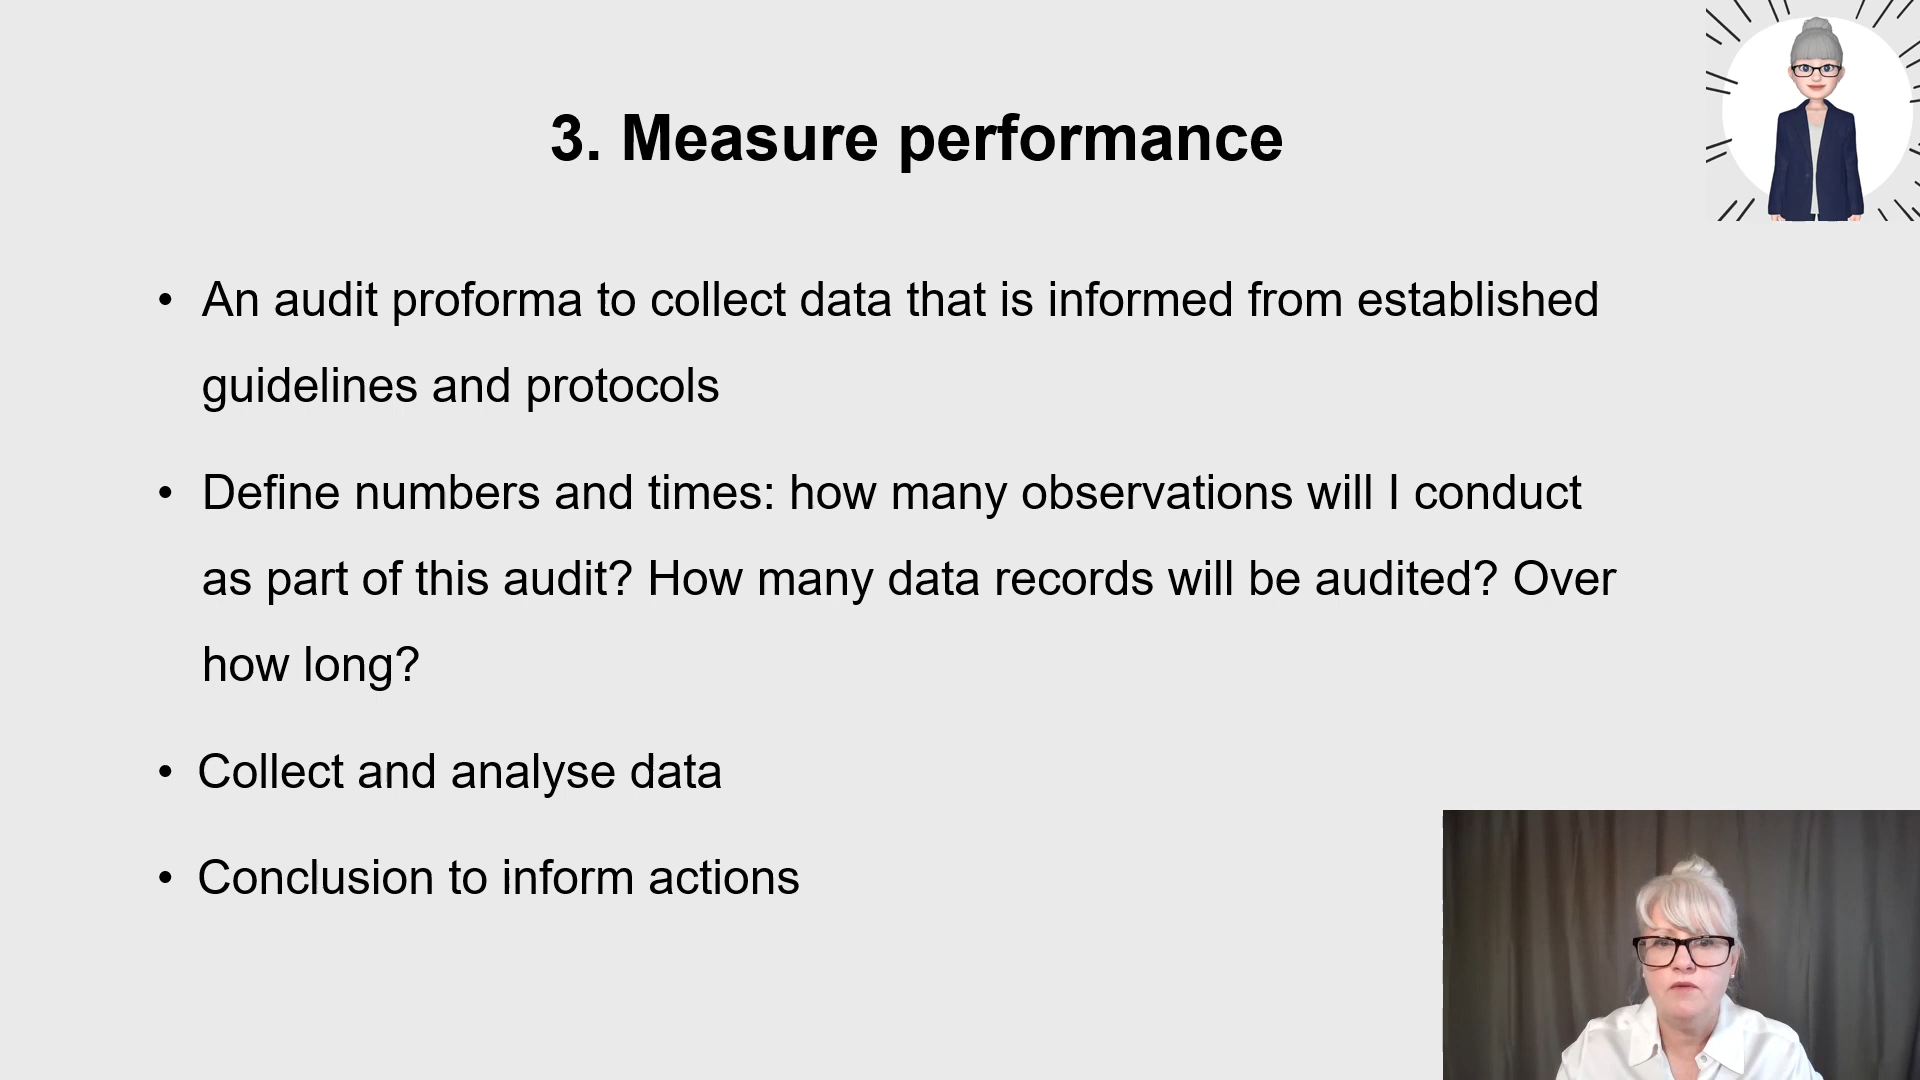 3. Measure performance
• An audit proforma to collect data that is informed from established
guidelines and protocols
• Define numbers and times: how many observations will I conduct
as part of this audit? How many data records will be audited? Over
how long?
• Collect and analyse data
• Conclusion to inform actions